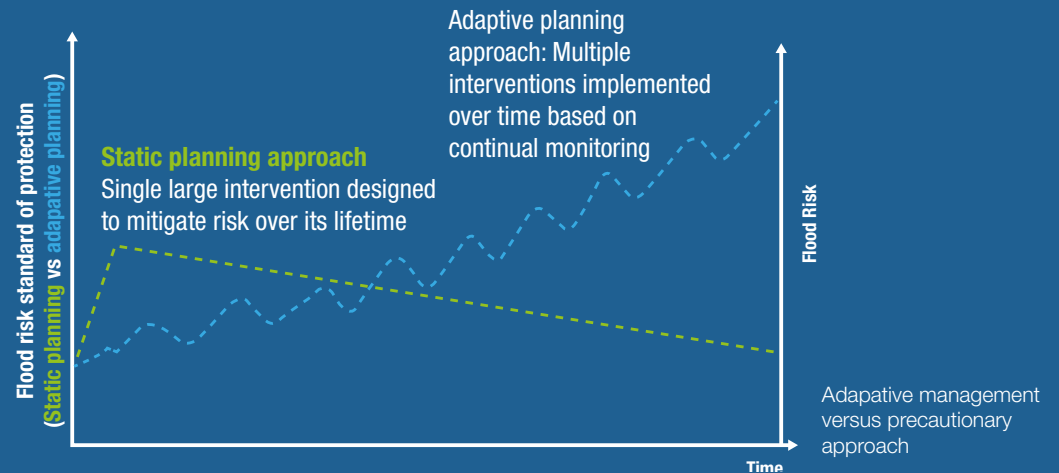 Flood risk standard of protection
(Static planning vs adapative planning)
Static planning approach
Single large intervention designed
to mitigate risk over its lifetime
Adaptive planning
approach: Multiple
interventions implemented
over time based on
continual monitoring
Flood Risk
Time
Adapative management
versus precautionary
approach